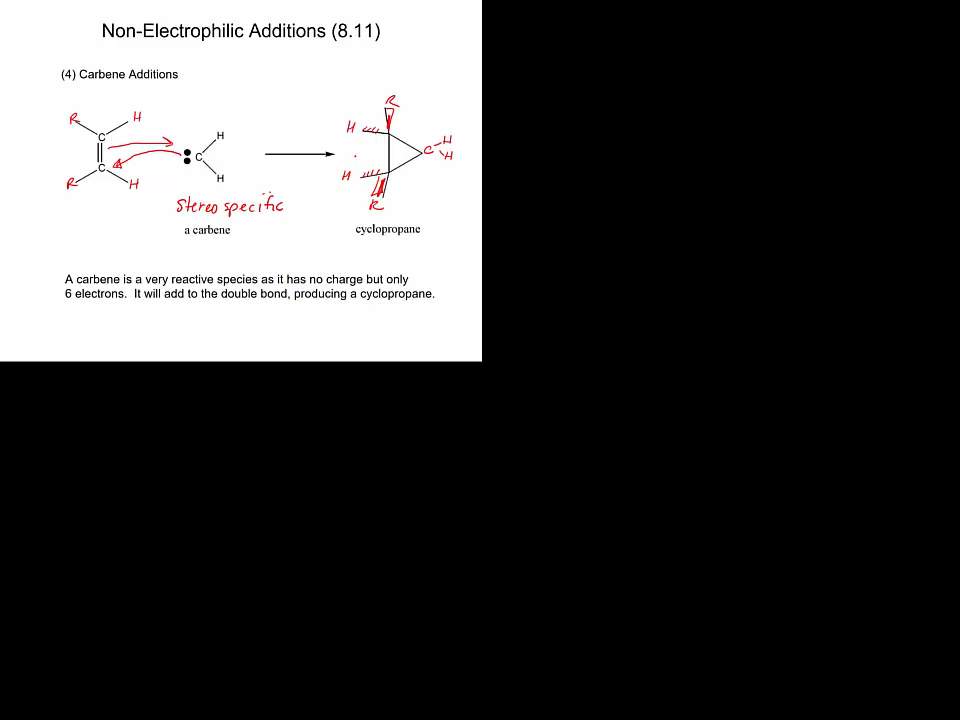 Non-Electrophilic Additions (8.11)
(4) Carbene Additions
R H R
H
C H H
C C C H
R H H H
R
Stereo specific
a carbene cyclopropane
A carbene is a very reactive species as it has no charge but only
6 electrons. It will add to the double bond, producing a cyclopropane.